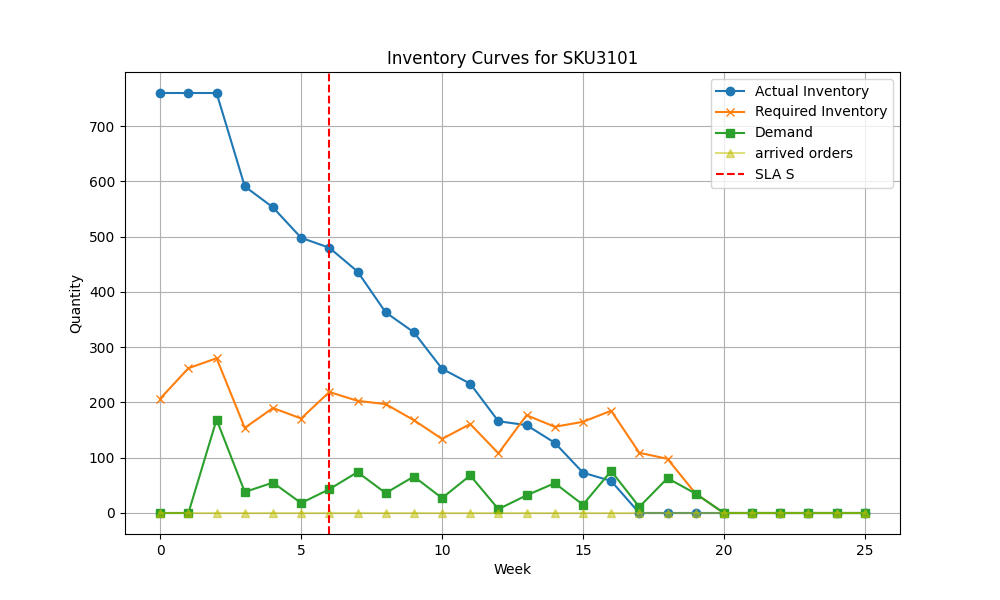 Inventory Curves for SKU3101
Actual Inventory
Required Inventory
Demand
arrived orders
SLA S
Quantity
700
600
500
400
300
200
100
0
0 5 10 15 20 25
Week